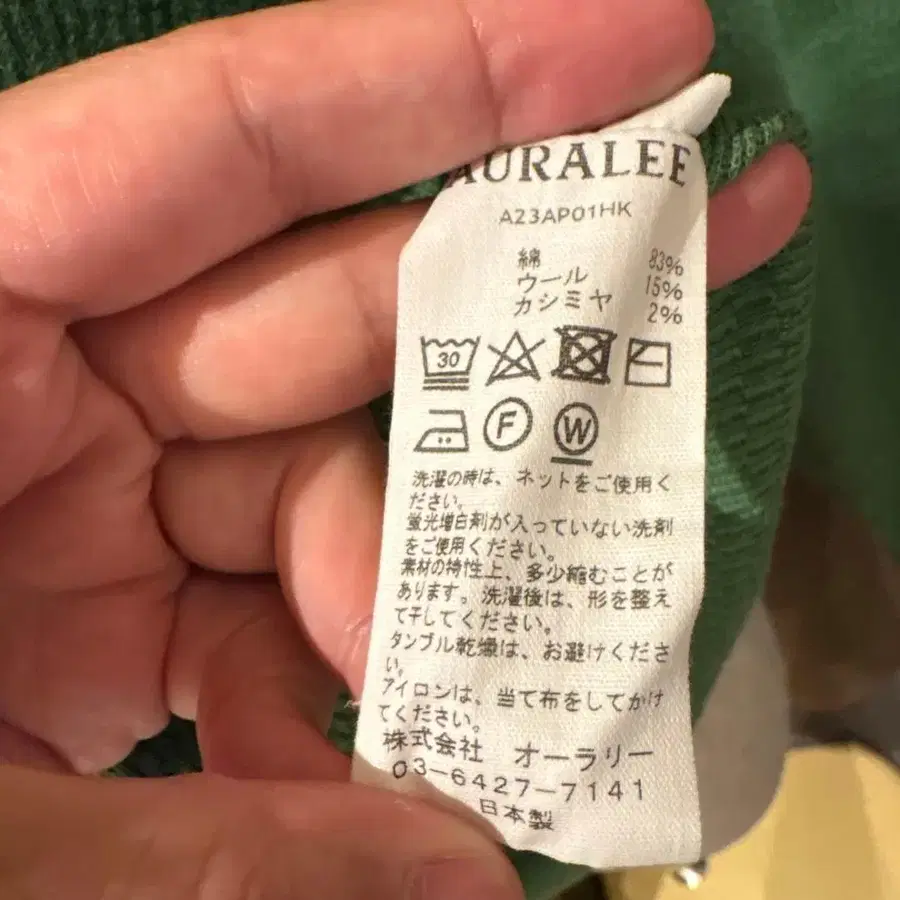 AURALEE
A23AP01HK
綿 83%
ウール 15%
カシミヤ 2%
30
F
W
洗濯の時は、ネットをご使用く
ださい。
蛍光増白剤が入っていない洗剤
をご使用ください。
素材の特性上、多少縮むことが
あります。洗濯後は、形を整え
て干してください。
タンブル乾燥は、お避けくださ
い。
アイロンは、当て布をしてかけ
てください。
株式会社 オーラリー
03-6427-7141
日本製